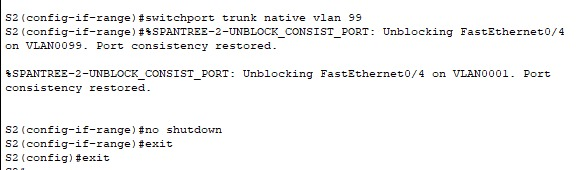 S2(config-if-range)#switchport trunk native vlan 99
S2(config-if-range)#%SPANTREE-2-UNBLOCK_CONSIST_PORT: Unblocking FastEthernet0/4
on VLAN0099. Port consistency restored.
%SPANTREE-2-UNBLOCK_CONSIST_PORT: Unblocking FastEthernet0/4 on VLAN0001. Port
consistency restored.
S2(config-if-range)#no shutdown
S2(config-if-range)#exit
S2(config)#exit